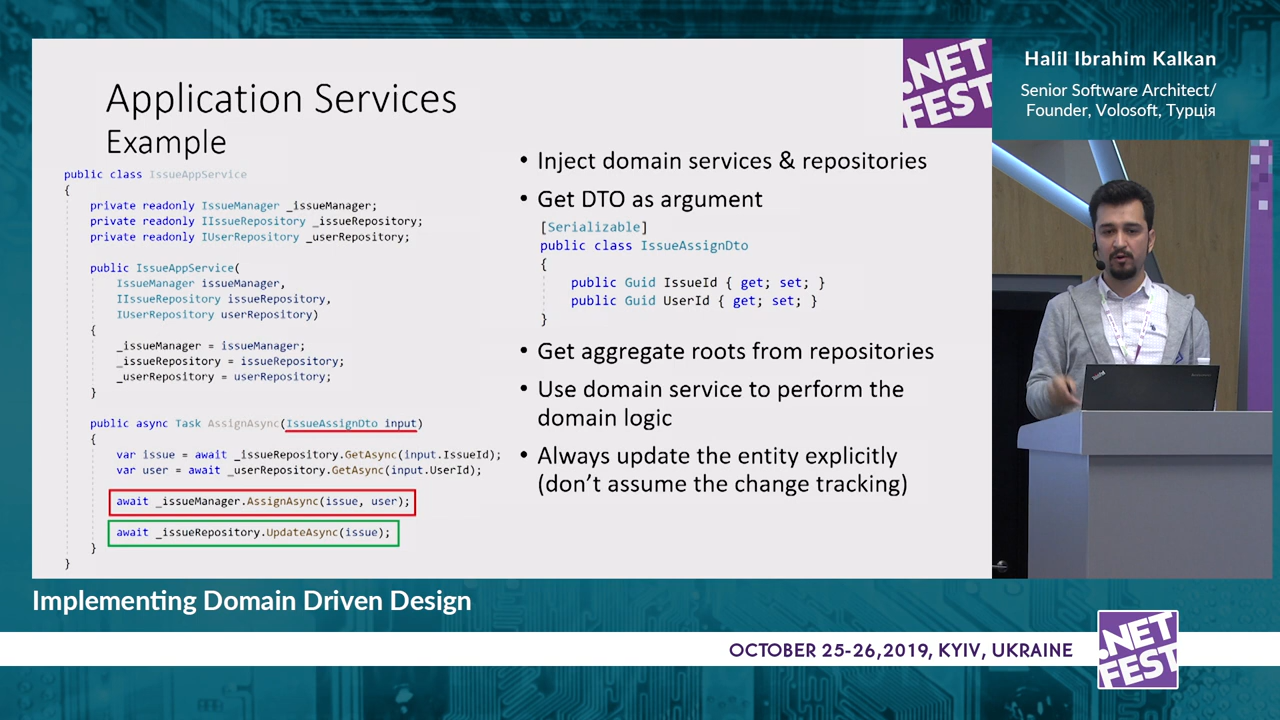 Application Services
Example
public class IssueAppService
{
private readonly IssueManager _issueManager;
private readonly IIssueRepository _issueRepository;
private readonly IUserRepository _userRepository;
public IssueAppService(
IssueManager issueManager,
IIssueRepository issueRepository,
IUserRepository userRepository)
{
_issueManager = issueManager;
_issueRepository = issueRepository;
_userRepository = userRepository;
}
public async Task AssignAsync(IssueAssignDto input)
{
var issue = await _issueRepository.GetAsync(input.IssueId);
var user = await _userRepository.GetAsync(input.UserId);
await _issueManager.AssignAsync(issue, user);
await _issueRepository.UpdateAsync(issue);
}
}
• Inject domain services & repositories
• Get DTO as argument
[Serializable]
public class IssueAssignDto
{
public Guid IssueId { get; set; }
public Guid UserId { get; set; }
}
• Get aggregate roots from repositories
• Use domain service to perform the
domain logic
• Always update the entity explicitly
(don't assume the change tracking)
.NET
FEST
Halil Ibrahim Kalkan
Senior Software Architect/
Founder, Volosoft, Турція
Implementing Domain Driven Design
OCTOBER 25-26,2019, KYIV, UKRAINE
.NET
FEST